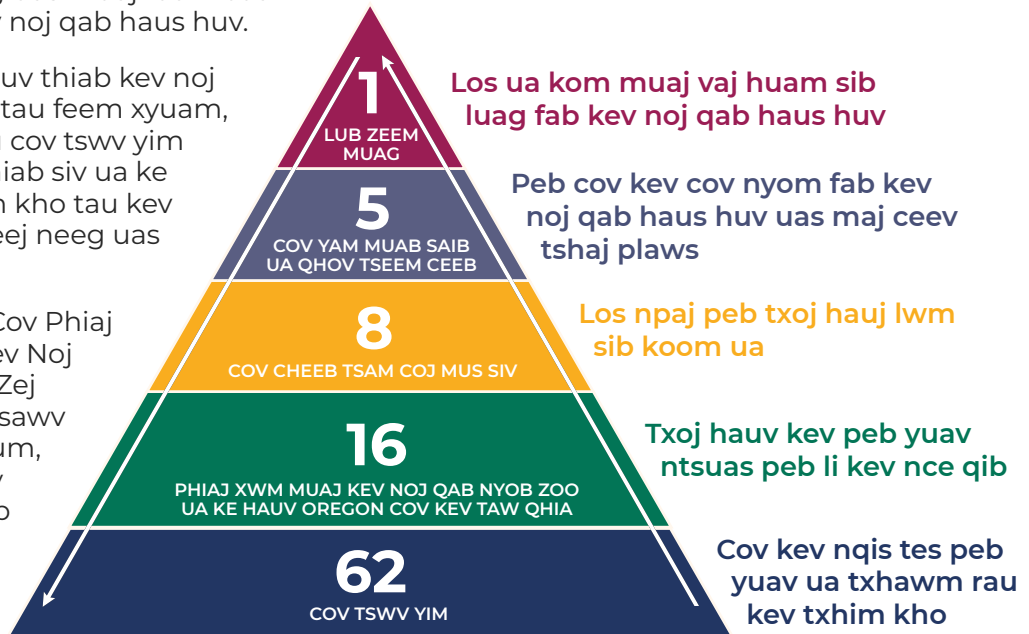 noj qab haus huv.
uv thiab kev noj
tau feem xyuam,
cov tswv yim
siv ua ke
kho tau kev
neeg uas
Cov Phiaj
Noj
Zej
um,
1
LUB ZEEM
MUAG
5
COV YAM MUAB SAIB
UA QHOV TSEEM CEEB
8
COV CHEEB TSAM COJ MUS SIV
16
PHIAJ XWM MUAJ KEV NOJ QAB NYOB ZOO
UA KE HAUV OREGON COV KEV TAW QHIA
62
COV TSWV YIM
Los ua kom muaj vaj huam sib
luag fab kev noj qab haus huv
Peb cov kev cov nyom fab kev
noj qab haus huv uas maj ceev
tshaj plaws
Los npaj peb txoj hauj lwm
sib koom ua
Txoj hauv kev peb yuav
ntsuas peb li kev nce qib
Cov kev nqis tes peb
yuav ua txhawm rau
kev txhim kho